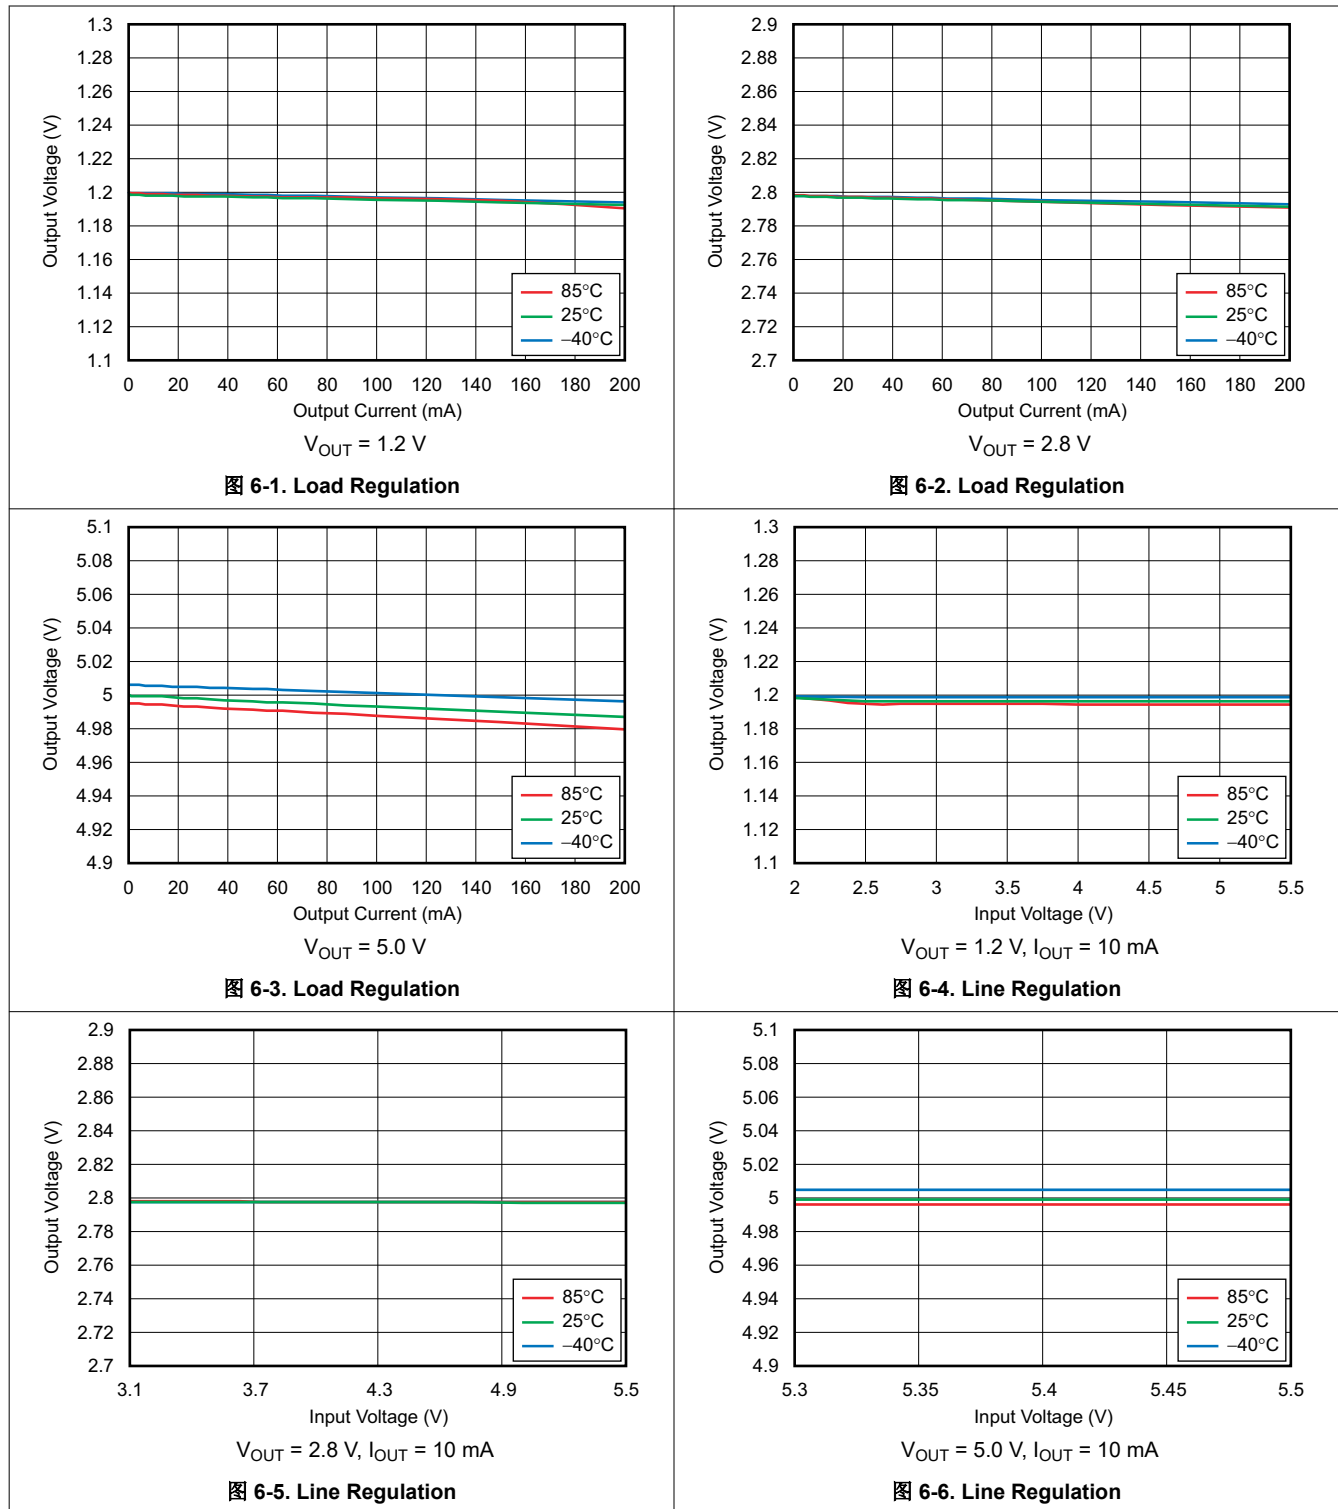 1.3
1.28
1.26
1.24
1.22
1.2
1.18
1.16
1.14
1.12
1.1
Output Voltage (V)
85°C
25°C
–40°C
0 20 40 60 80 100 120 140 160 180 200
Output Current (mA)
VOUT = 1.2 V
图 6-1. Load Regulation
2.9
2.88
2.86
2.84
2.82
2.8
2.78
2.76
2.74
2.72
2.7
Output Voltage (V)
85°C
25°C
–40°C
0 20 40 60 80 100 120 140 160 180 200
Output Current (mA)
VOUT = 2.8 V
图 6-2. Load Regulation
5.1
5.08
5.06
5.04
5.02
5
4.98
4.96
4.94
4.92
4.9
Output Voltage (V)
85°C
25°C
–40°C
0 20 40 60 80 100 120 140 160 180 200
Output Current (mA)
VOUT = 5.0 V
图 6-3. Load Regulation
1.3
1.28
1.26
1.24
1.22
1.2
1.18
1.16
1.14
1.12
1.1
Output Voltage (V)
85°C
25°C
–40°C
2 2.5 3 3.5 4 4.5 5 5.5
Input Voltage (V)
VOUT = 1.2 V, IOUT = 10 mA
图 6-4. Line Regulation
2.9
2.88
2.86
2.84
2.82
2.8
2.78
2.76
2.74
2.72
2.7
Output Voltage (V)
85°C
25°C
–40°C
3.1 3.7 4.3 4.9 5.5
Input Voltage (V)
VOUT = 2.8 V, IOUT = 10 mA
图 6-5. Line Regulation
5.1
5.08
5.06
5.04
5.02
5
4.98
4.96
4.94
4.92
4.9
Output Voltage (V)
85°C
25°C
–40°C
5.3 5.35 5.4 5.45 5.5
Input Voltage (V)
VOUT = 5.0 V, IOUT = 10 mA
图 6-6. Line Regulation